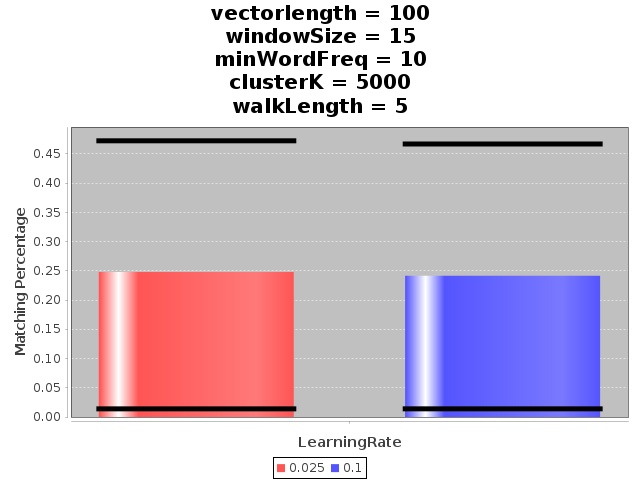 vectorlength = 100
windowSize = 15
minWordFreq = 10
clusterK = 5000
walkLength = 5
0.45
0.40
0.35
0.30
0.25
0.20
0.15
0.10
0.05
0.00
Matching Percentage
LearningRate
0.025 0.1